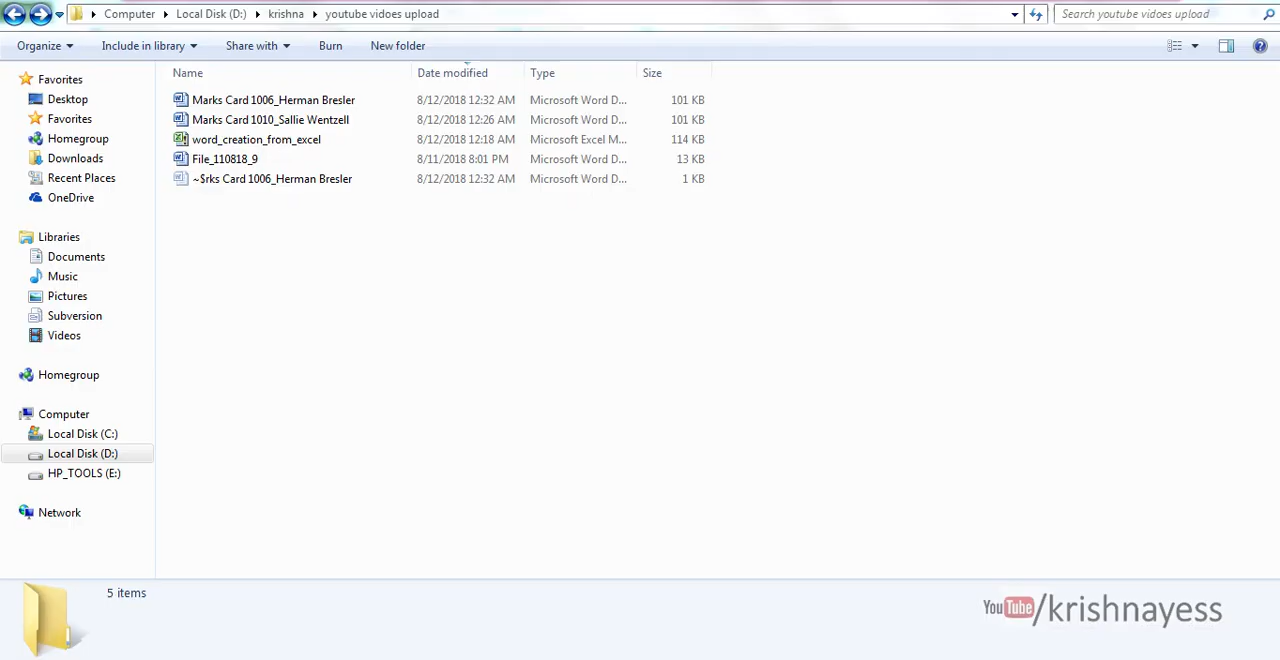 Computer Local Disk (D:) krishna youtube vidoes upload Search youtube vidoes upload
Organize Include in library Share with Burn New folder
Name Date modified Type Size
Marks Card 1006_Herman Bresler 8/12/2018 12:32 AM Microsoft Word D... 101 KB
Marks Card 1010_Sallie Wentzell 8/12/2018 12:26 AM Microsoft Word D... 101 KB
word_creation_from_excel 8/12/2018 12:18 AM Microsoft Excel M... 114 KB
File_110818_9 8/11/2018 8:01 PM Microsoft Word D... 13 KB
~$rks Card 1006_Herman Bresler 8/12/2018 12:32 AM Microsoft Word D... 1 KB
Favorites
Desktop
Favorites
Homegroup
Downloads
Recent Places
OneDrive
Libraries
Documents
Music
Pictures
Subversion
Videos
Homegroup
Computer
Local Disk (C:)
Local Disk (D:)
HP_TOOLS (E:)
Network
5 items
YouTube/krishnayess